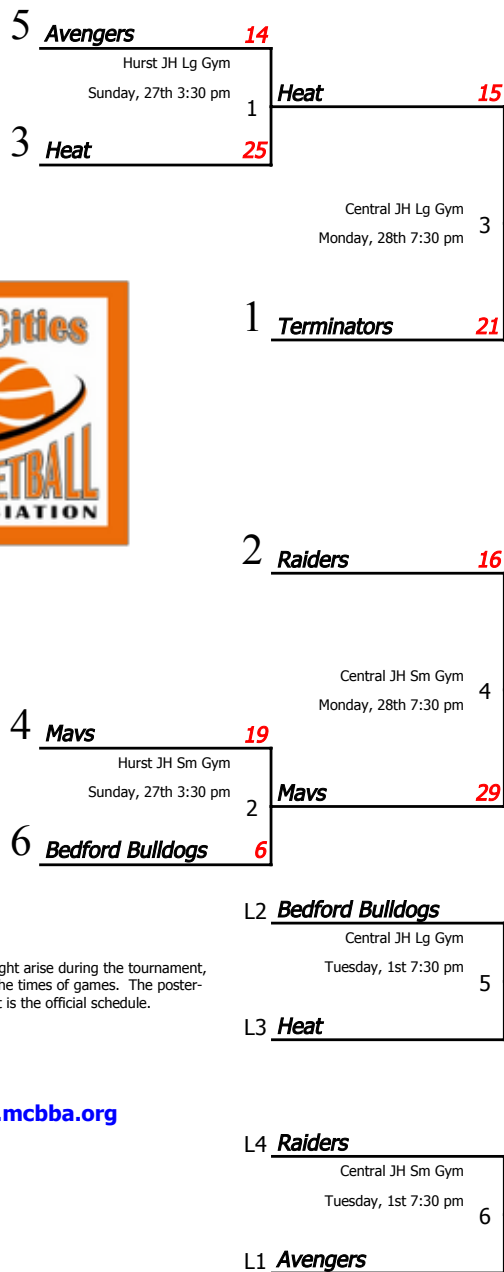 5 Avengers 14
Hurst JH Lg Gym
Sunday, 27th 3:30 pm
1
Heat 15
3 Heat 25
Central JH Lg Gym
Monday, 28th 7:30 pm
3
1 Terminators 21
Cities
IATION
2 Raiders 16
Central JH Sm Gym
Monday, 28th 7:30 pm
4
4 Mavs 19
Hurst JH Sm Gym
Sunday, 27th 3:30 pm
2
Mavs 29
6 Bedford Bulldogs 6
L2 Bedford Bulldogs
Central JH Lg Gym
Tuesday, 1st 7:30 pm
5
L3 Heat
ght arise during the tournament,
he times of games. The poster-
t is the official schedule.
.mcbba.org
L4 Raiders
Central JH Sm Gym
Tuesday, 1st 7:30 pm
6
L1 Avengers